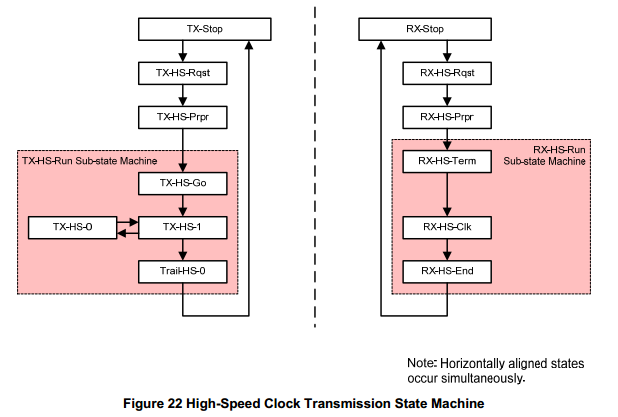 TX-Stop
RX-Stop
TX-HS-Rqst
RX-HS-Rqst
TX-HS-Prpr
RX-HS-Prpr
TX-HS-Run Sub-state Machine
RX-HS-Run
Sub-state Machine
RX-HS-Term
TX-HS-Go
TX-HS-0
TX-HS-1
RX-HS-Clk
Trail-HS-0
RX-HS-End
Note: Horizontally aligned states
occur simultaneously.
Figure 22 High-Speed Clock Transmission State Machine